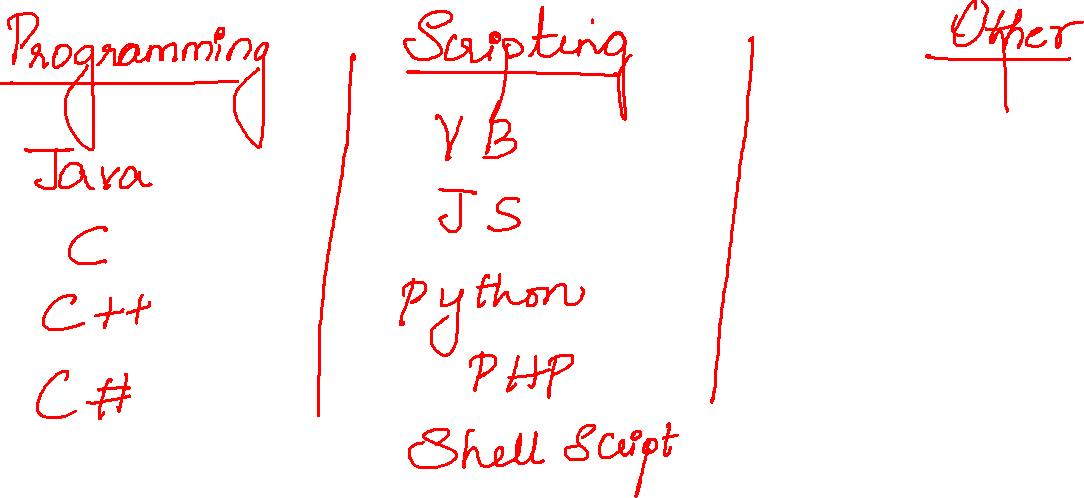 Programming
Java
C
C++
C#
Scripting
VB
JS
Python
PHP
Shell Script
Other